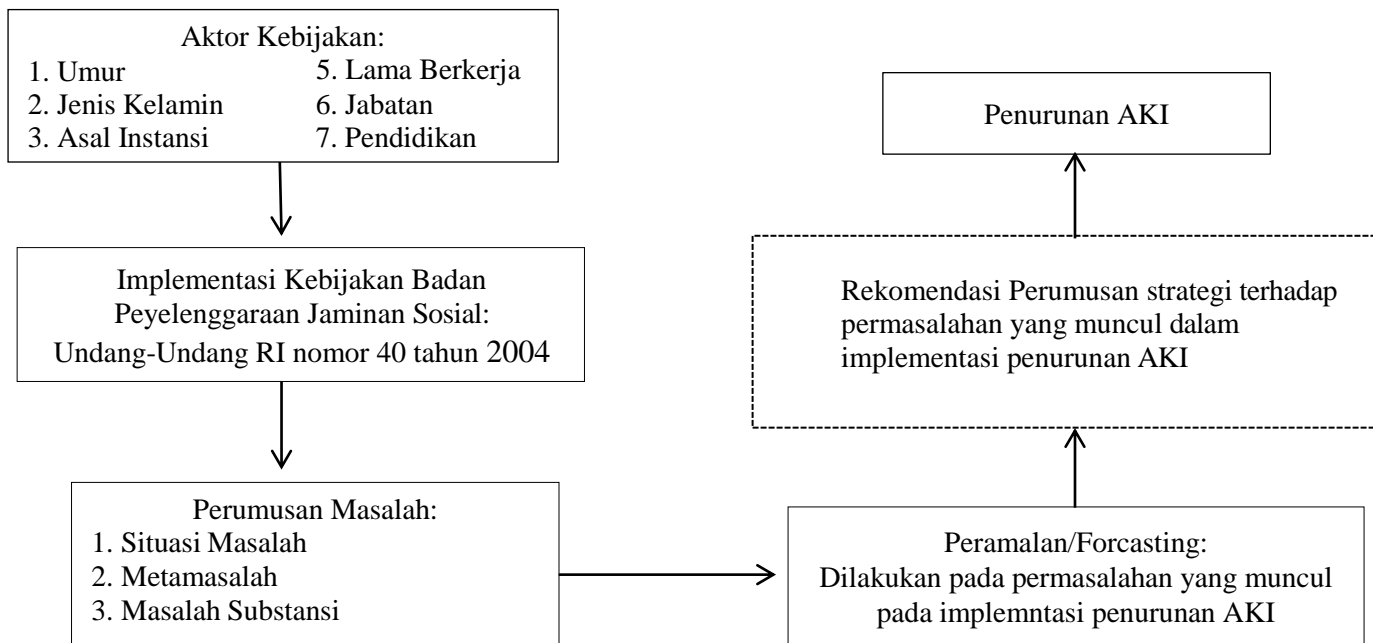 Aktor Kebijakan:
1. Umur
2. Jenis Kelamin
3. Asal Instansi
5. Lama Berkerja
6. Jabatan
7. Pendidikan
Implementasi Kebijakan Badan
Peyelenggaraan Jaminan Sosial:
Undang-Undang RI nomor 40 tahun 2004
Perumusan Masalah:
1. Situasi Masalah
2. Metamasalah
3. Masalah Substansi
Peramalan/Forcasting:
Dilakukan pada permasalahan yang muncul
pada implemntasi penurunan AKI
Rekomendasi Perumusan strategi terhadap
permasalahan yang muncul dalam
implementasi penurunan AKI
Penurunan AKI